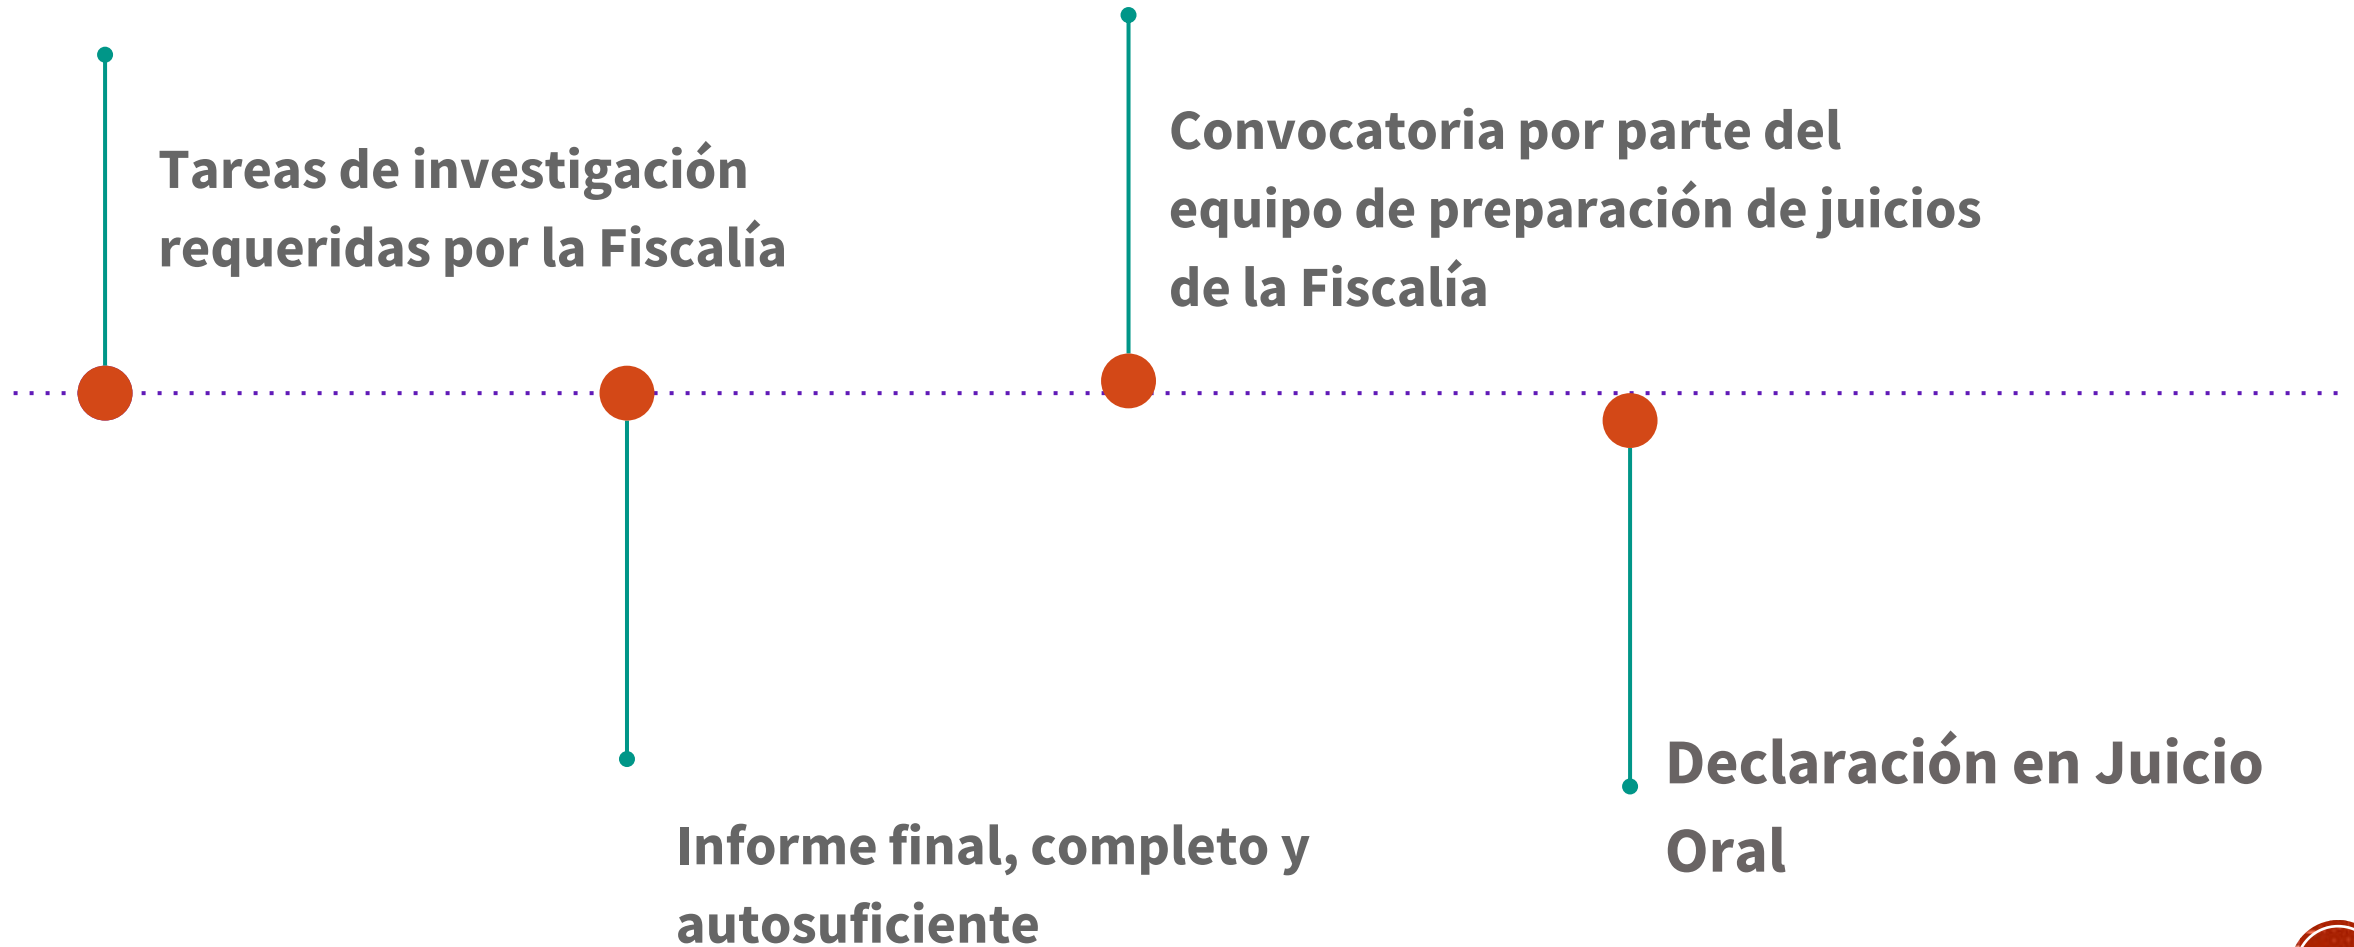 Tareas de investigación
requeridas por la Fiscalía
Informe final, completo y
autosuficiente
Convocatoria por parte del
equipo de preparación de juicios
de la Fiscalía
Declaración en Juicio
Oral